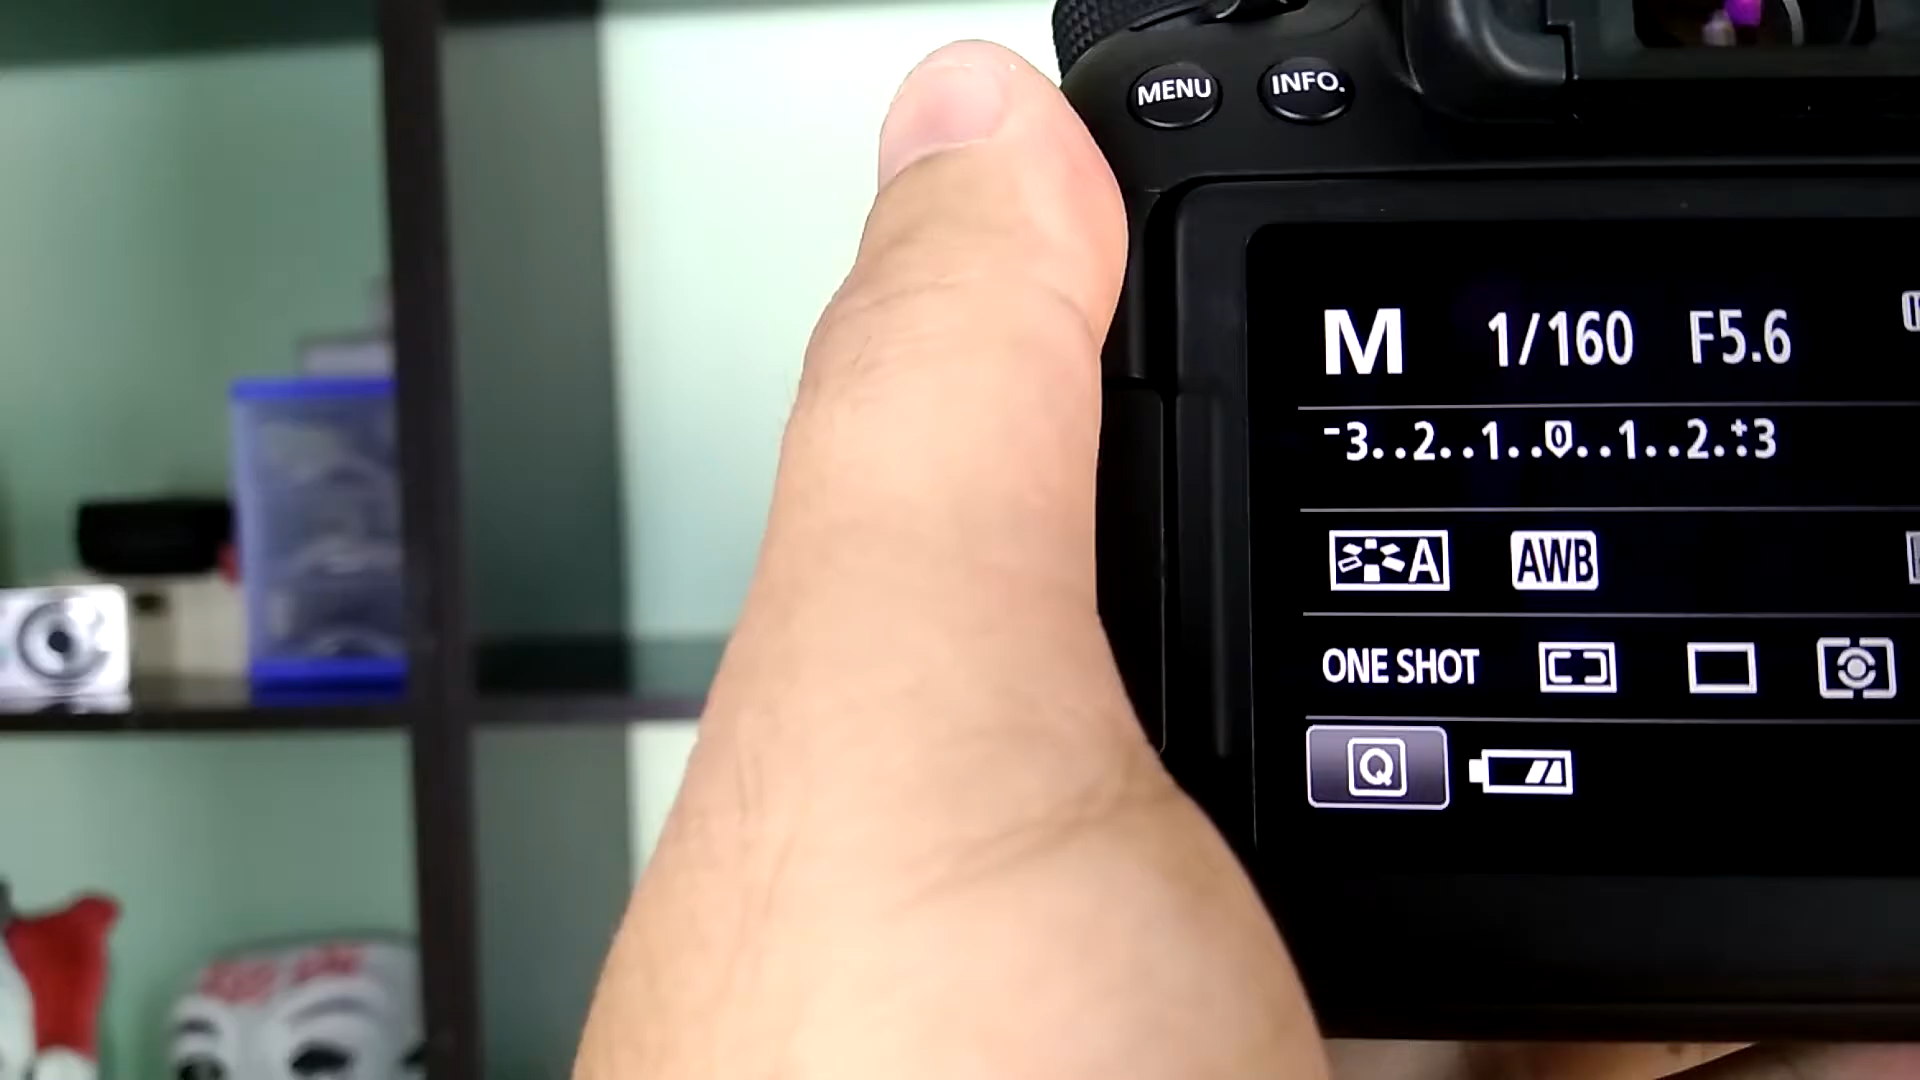 MENU INFO.
M 1/160 F5.6
-3..2..1..0..1..2.:+3
A AWB
ONE SHOT
Q